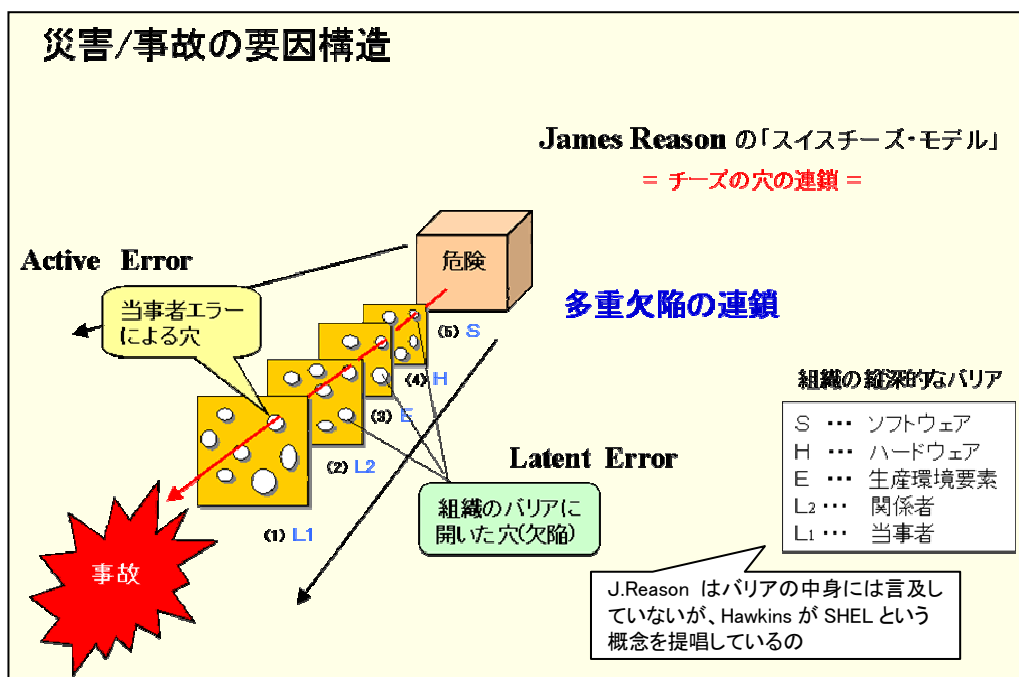 災害/事故の要因構造
James Reason の「スイスチーズ・モデル」
= チーズの穴の連鎖 =
Active Error
危険
当事者エラー
による穴
多重欠陥の連鎖
(5) S
(4) H
(3) E
(2) L2
(1) L1
組織の縦深的なバリア
S … ソフトウェア
H … ハードウェア
E … 生産環境要素
L2 … 関係者
L1 … 当事者
Latent Error
組織のバリアに
開いた穴(欠陥)
事故
J.Reason はバリアの中身には言及し
ていないが、Hawkins が SHEL という
概念を提唱しているの